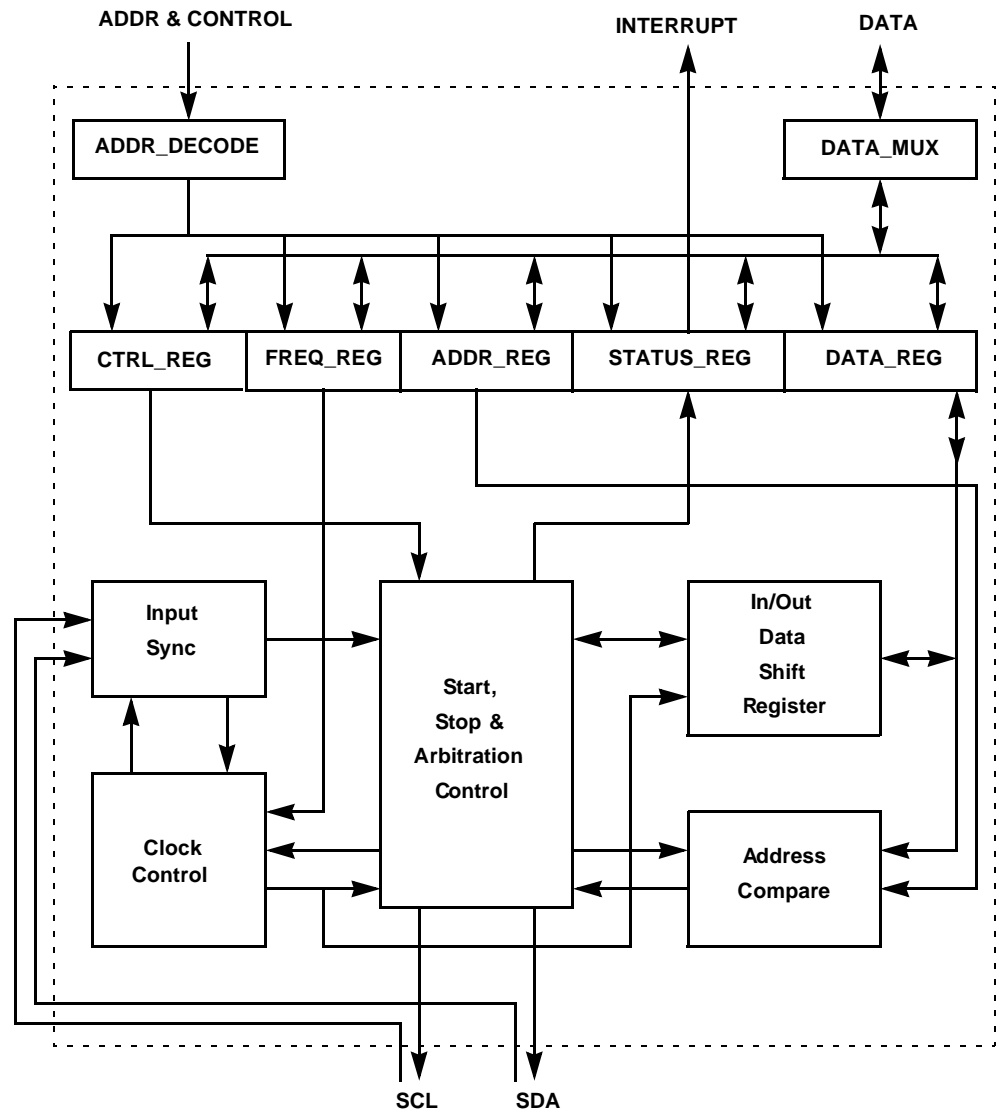 ADDR & CONTROL
INTERRUPT
DATA
ADDR_DECODE
DATA_MUX
CTRL_REG
FREQ_REG
ADDR_REG
STATUS_REG
DATA_REG
Input
Sync
Start,
Stop &
Arbitration
Control
In/Out
Data
Shift
Register
Clock
Control
Address
Compare
SCL
SDA